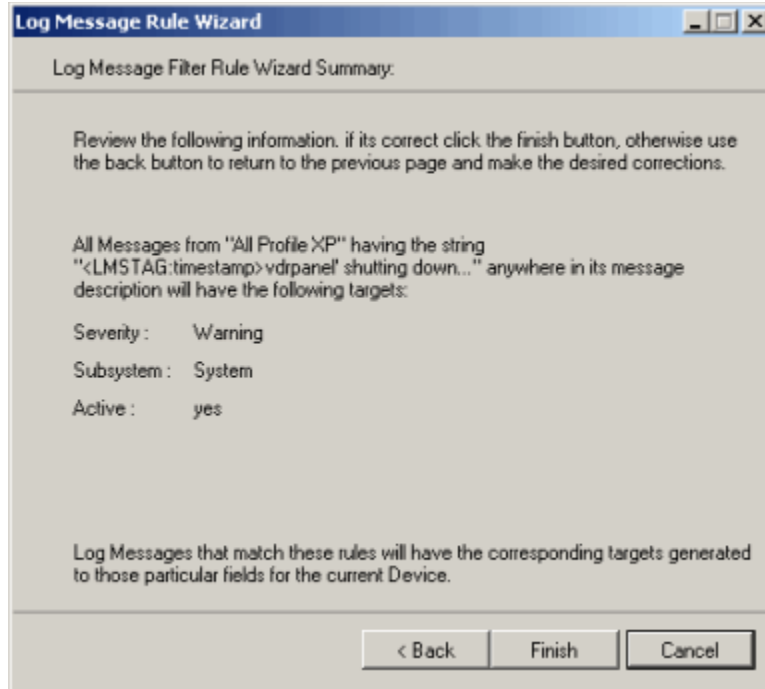 Log Message Rule Wizard
Log Message Filter Rule Wizard Summary:
Review the following information. if its correct click the finish button, otherwise use
the back button to return to the previous page and make the desired corrections.
All Messages from "All Profile XP" having the string
"<LMSTAG:timestamp>vdrpanel' shutting down..." anywhere in its message
description will have the following targets:
Severity : Warning
Subsystem : System
Active : yes
Log Messages that match these rules will have the corresponding targets generated
to those particular fields for the current Device.
< Back Finish Cancel